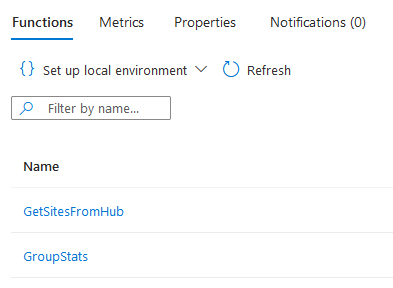 Functions Metrics Properties Notifications (0)
{} Set up local environment Refresh
Filter by name...
Name
GetSitesFromHub
GroupStats